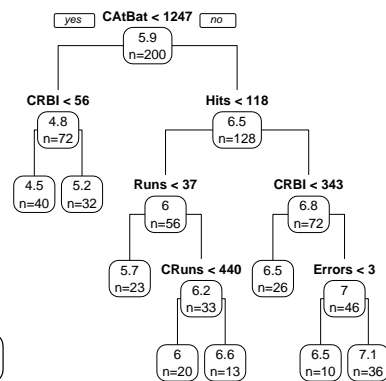 yes CAtBat < 1247 no
5.9
n=200
CRBI < 56 Hits < 118
4.8 6.5
n=72 n=128
Runs < 37 CRBI < 343
4.5 5.2 6 6.8
n=40 n=32 n=56 n=72
CRuns < 440 Errors < 3
5.7 6.2 6.5 7
n=23 n=33 n=26 n=46
6 6.6 6.5 7.1
n=20 n=13 n=10 n=36